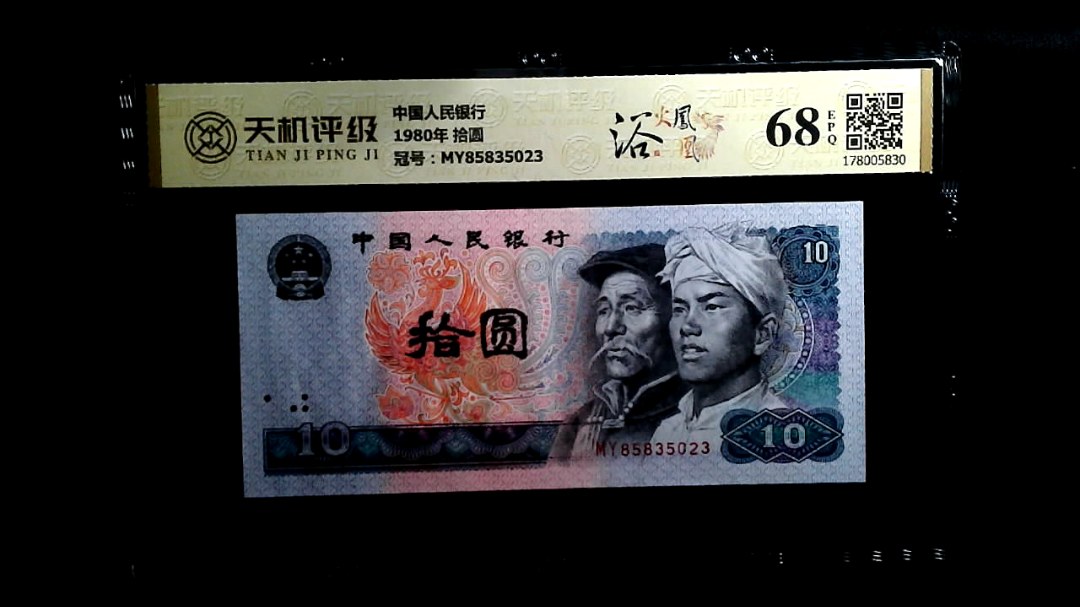 天机评级
TIAN JI PING JI
中国人民银行
1980年 拾圆
冠号：MY85835023
浴火鳳凰
68
EPQ
178005830
中国人民银行
10
拾圆
10
MY85835023
10